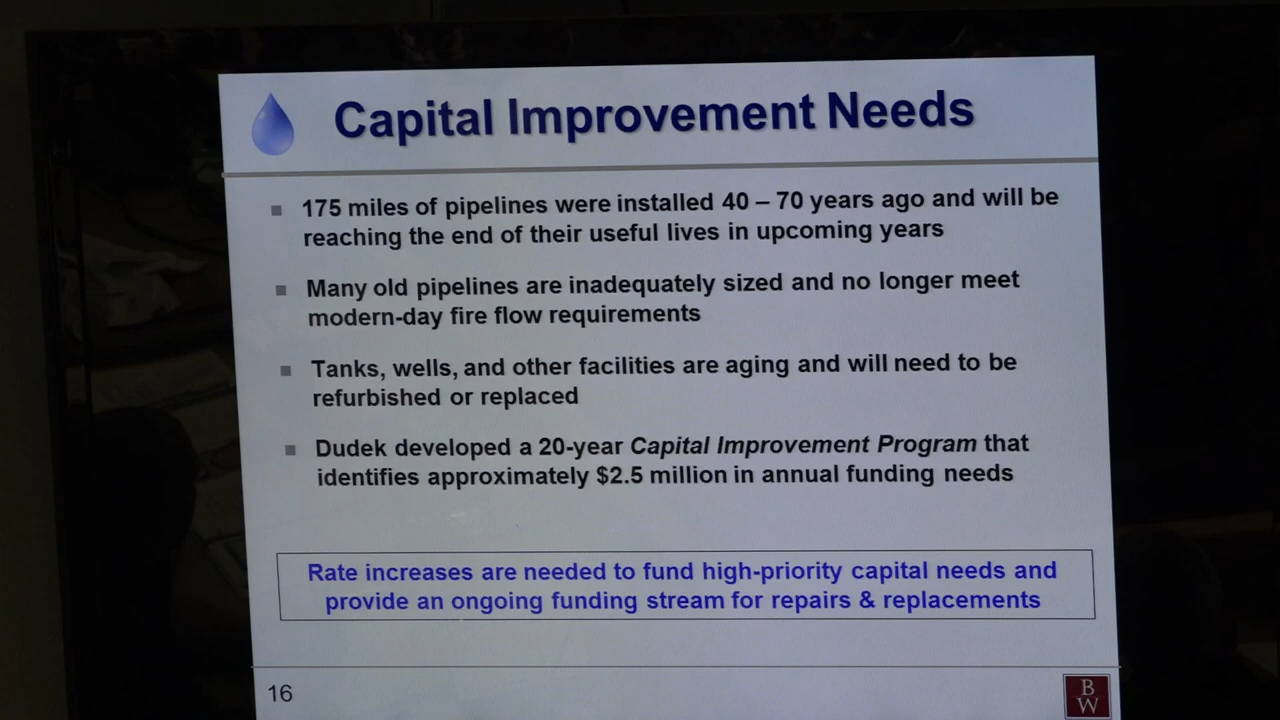 Capital Improvement Needs
175 miles of pipelines were installed 40 – 70 years ago and will be
reaching the end of their useful lives in upcoming years
Many old pipelines are inadequately sized and no longer meet
modern-day fire flow requirements
Tanks, wells, and other facilities are aging and will need to be
refurbished or replaced
Dudek developed a 20-year Capital Improvement Program that
identifies approximately $2.5 million in annual funding needs
Rate increases are needed to fund high-priority capital needs and
provide an ongoing funding stream for repairs & replacements
16
B
W